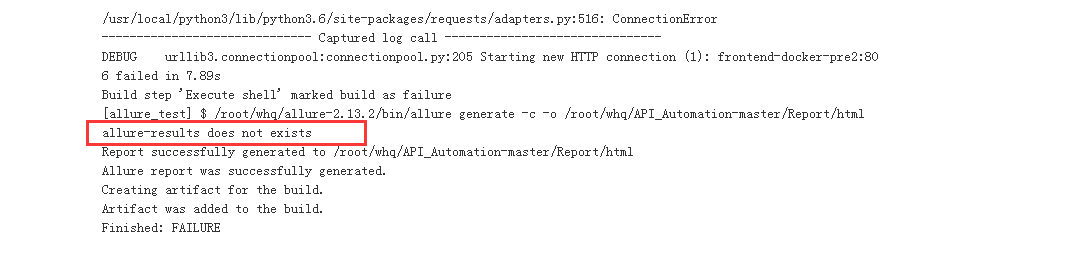 /usr/local/python3/lib/python3.6/site-packages/requests/adapters.py:516: ConnectionError
------------------------------ Captured log call -------------------------------
DEBUG    urllib3.connectionpool:connectionpool.py:205 Starting new HTTP connection (1): frontend-docker-pre2:80
6 failed in 7.89s
Build step 'Execute shell' marked build as failure
[allure_test] $ /root/whq/allure-2.13.2/bin/allure generate -c -o /root/whq/API_Automation-master/Report/html
allure-results does not exists
Report successfully generated to /root/whq/API_Automation-master/Report/html
Allure report was successfully generated.
Creating artifact for the build.
Artifact was added to the build.
Finished: FAILURE